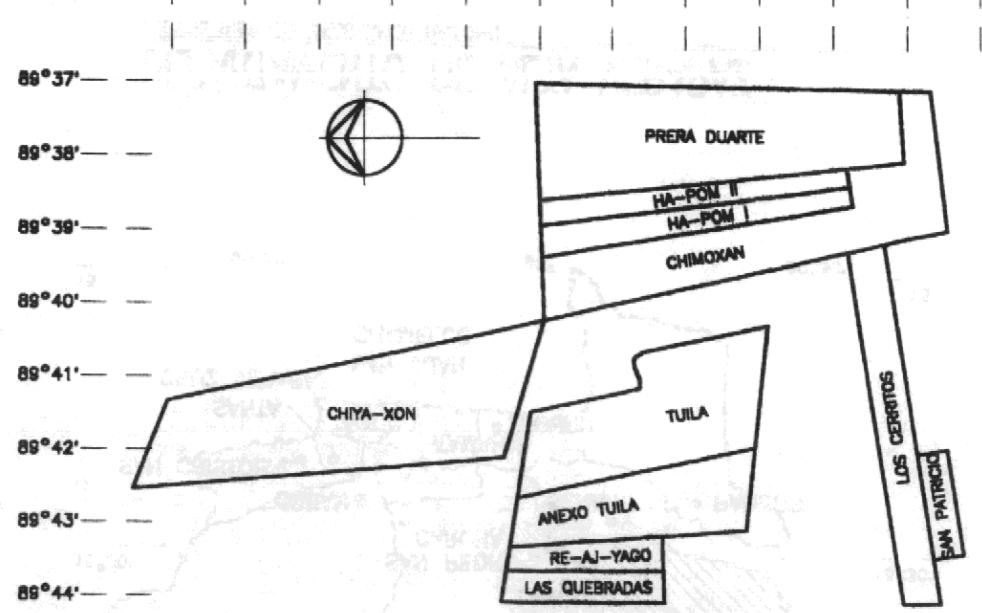 89°37'
PRERA DUARTE
89°38'
HA-POM II
89°39'
HA-POM I
CHIMOXAN
89°40'
89°41'
CHIYA-XON
TUILA
LOS CERRITOS
89°42'
SAN PATRICIO
89°43'
ANEXO TUILA
RE-AJ-YAGO
89°44'
LAS QUEBRADAS